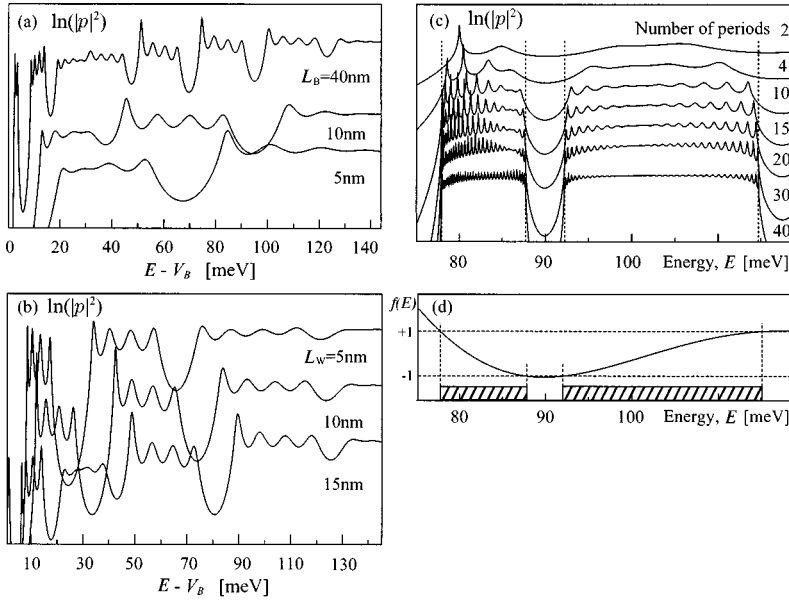 (a) ln(|p|²)
L_B=40nm
10nm
5nm
0 20 40 60 80 100 120 140
E - V_B [meV]
(b) ln(|p|²)
L_W=5nm
10nm
15nm
10 30 50 70 90 110 130
E - V_B [meV]
(c) ln(|p|²)
Number of periods 2
4
10
15
20
30
40
80 90 100 Energy, E [meV]
f(E) (d)
+1
-1
80 90 100 Energy, E [meV]